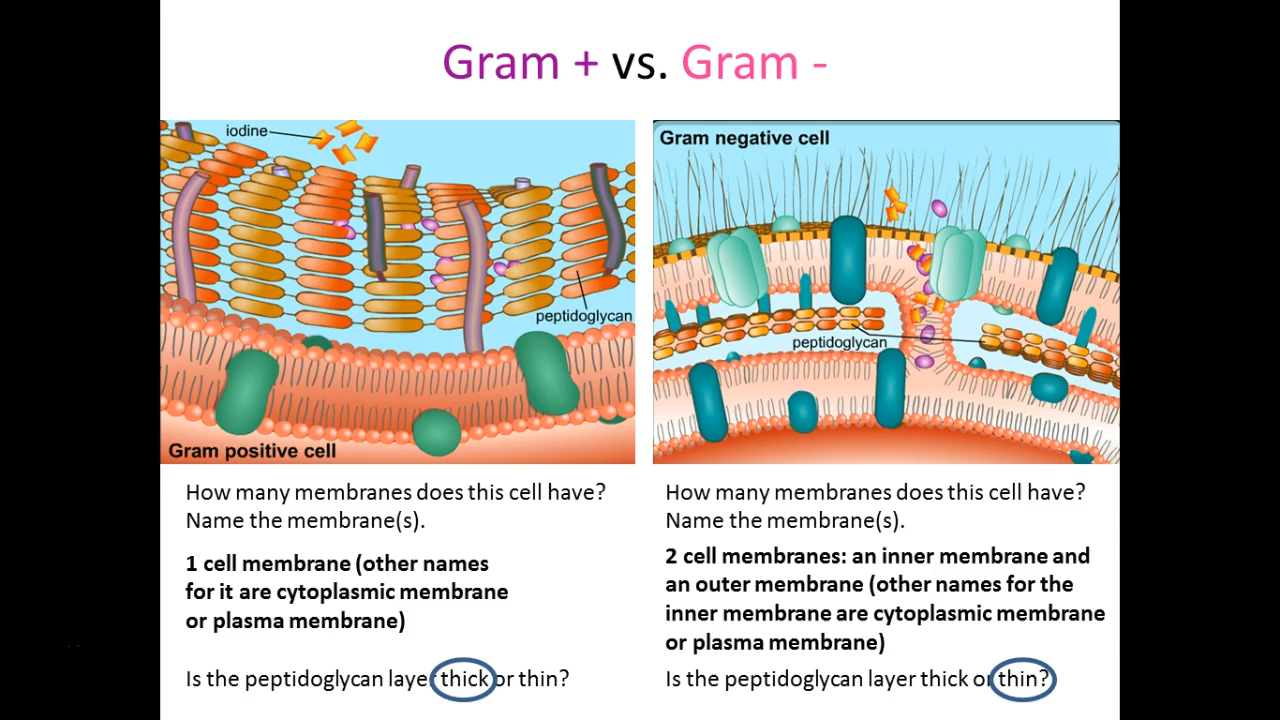 Gram + vs. Gram -
iodine
peptidoglycan
Gram positive cell
Gram negative cell
peptidoglycan
How many membranes does this cell have?
Name the membrane(s).
1 cell membrane (other names
for it are cytoplasmic membrane
or plasma membrane)
Is the peptidoglycan layer thick or thin?
How many membranes does this cell have?
Name the membrane(s).
2 cell membranes: an inner membrane and
an outer membrane (other names for the
inner membrane are cytoplasmic membrane
or plasma membrane)
Is the peptidoglycan layer thick or thin?